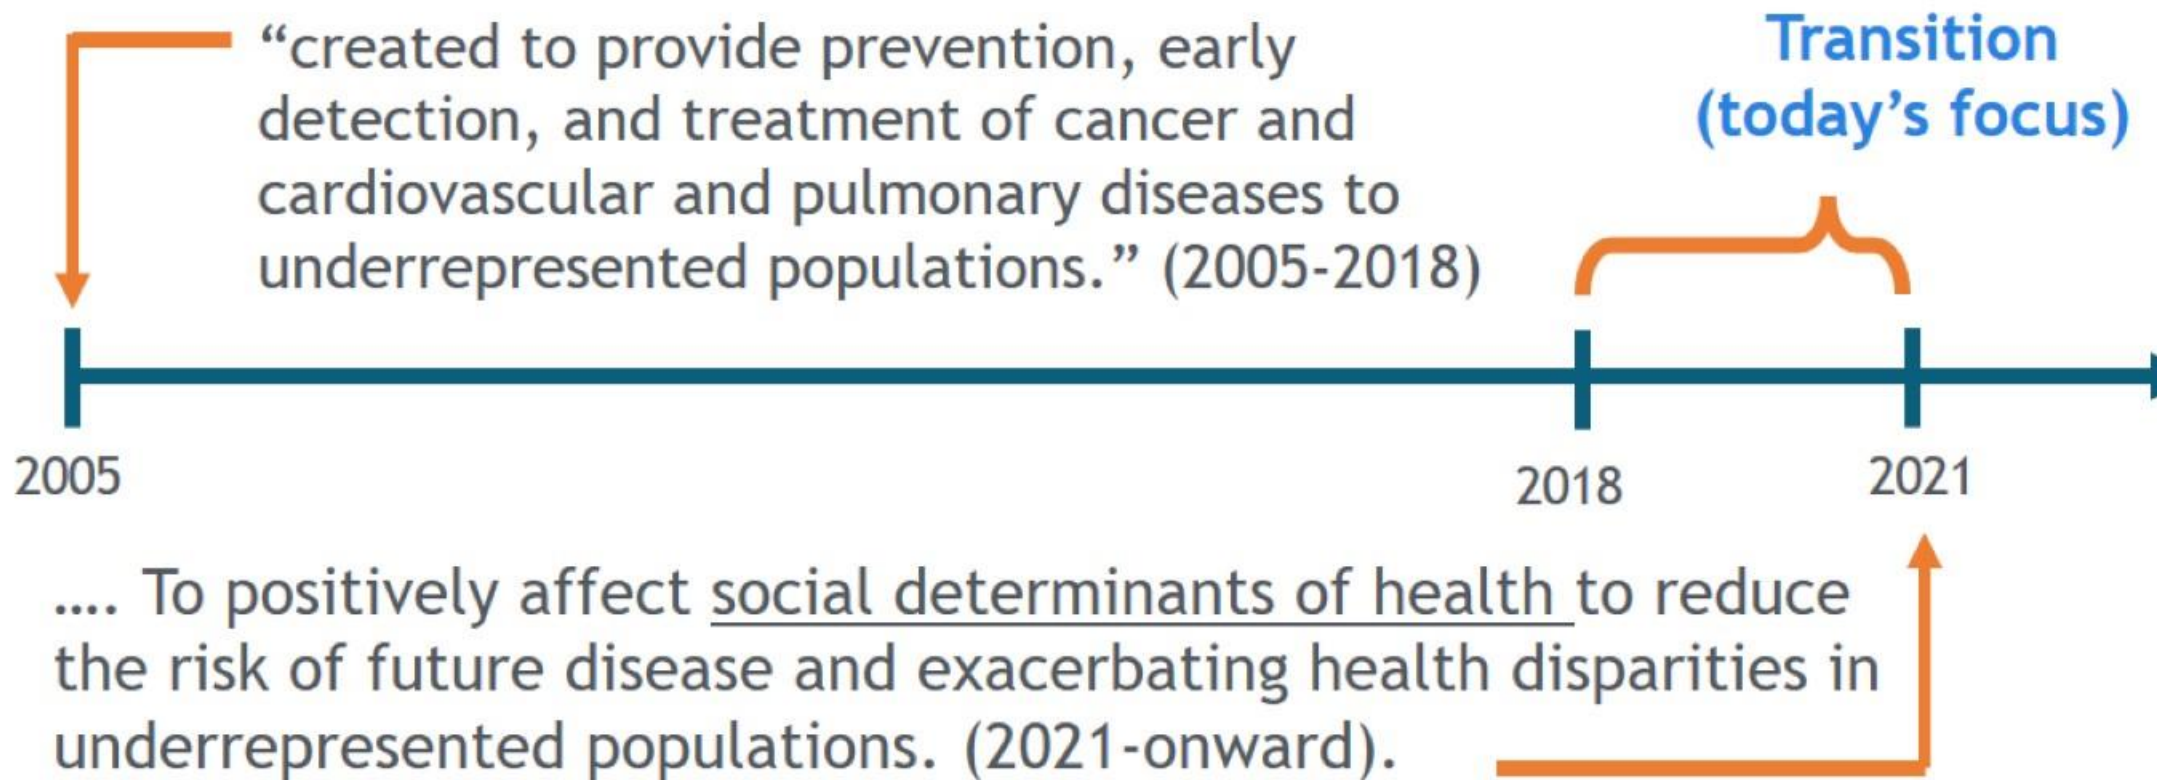 “created to provide prevention, early
detection, and treatment of cancer and
cardiovascular and pulmonary diseases to
underrepresented populations.” (2005-2018)
Transition
(today’s focus)
2005
2018
2021
.... To positively affect social determinants of health to reduce
the risk of future disease and exacerbating health disparities in
underrepresented populations. (2021-onward).